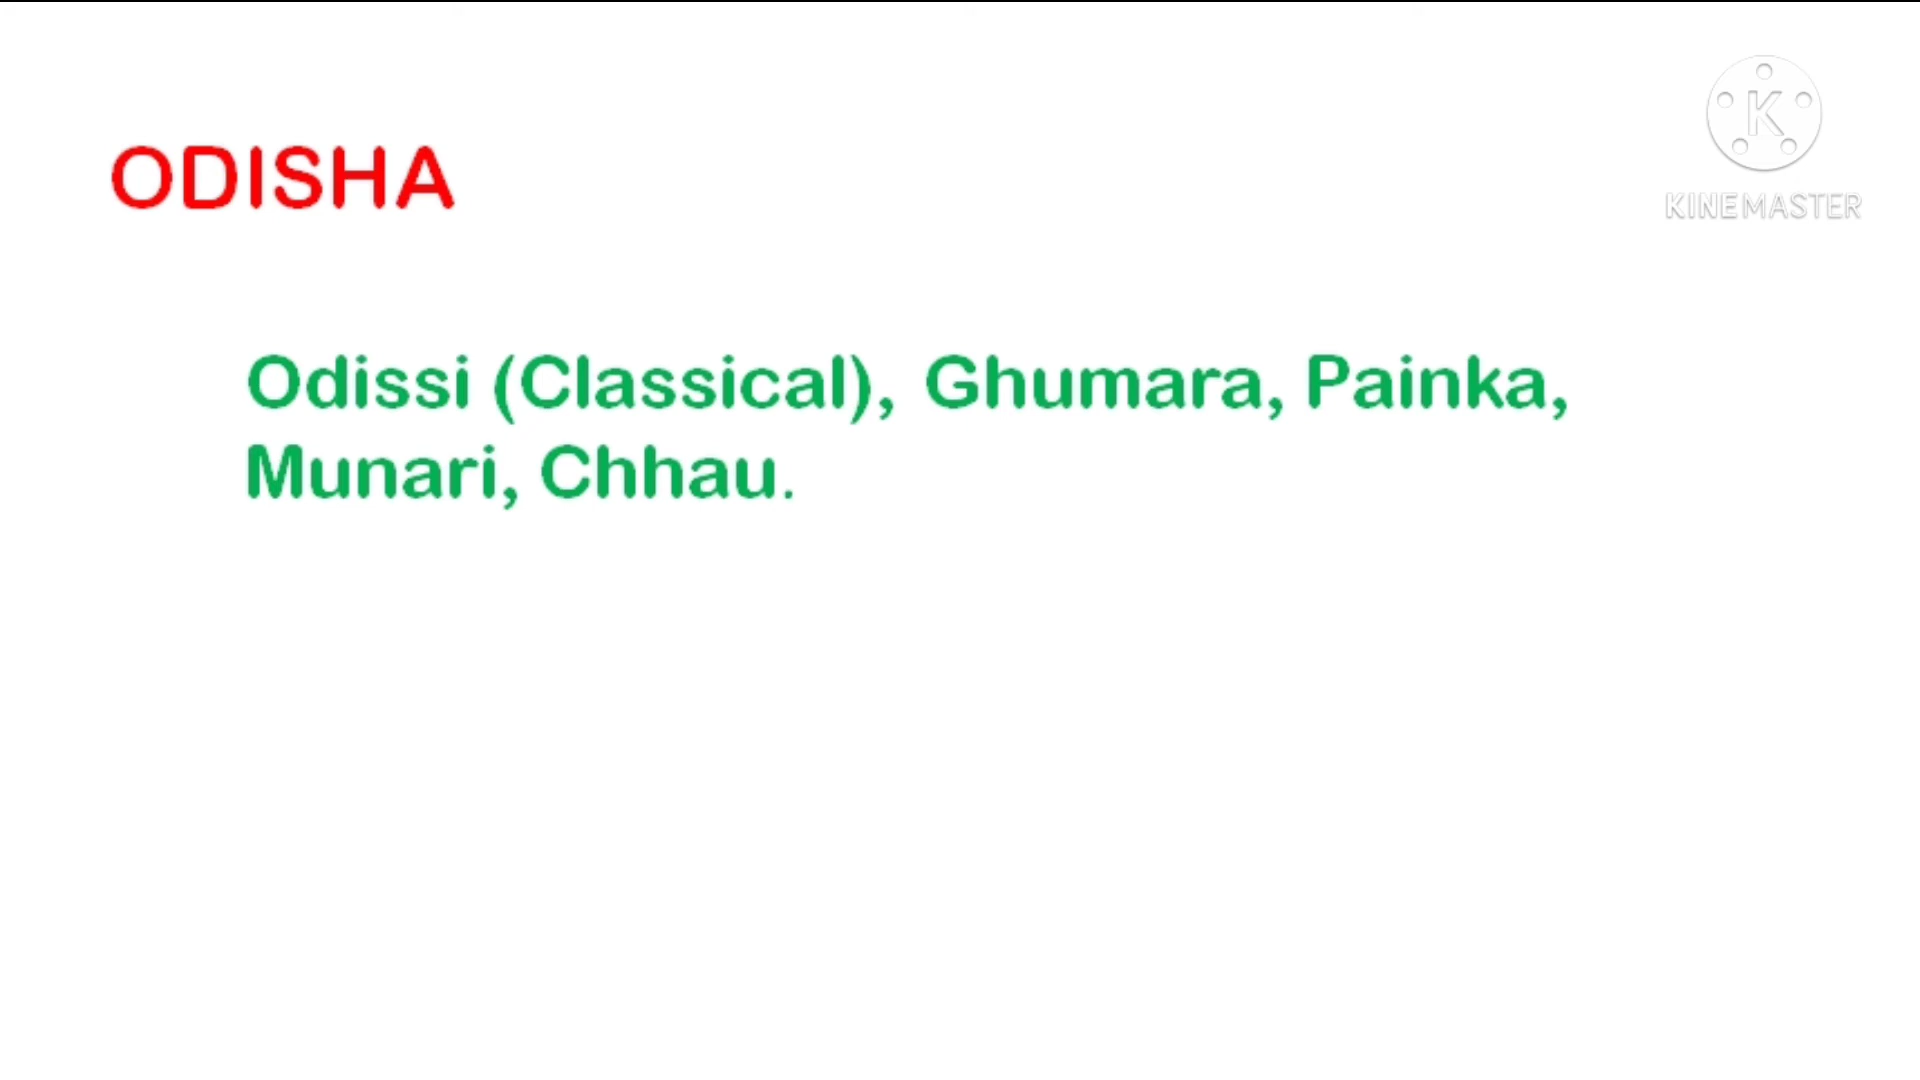 ODISHA
K
KINEMASTER
Odissi (Classical), Ghumara, Painka,
Munari, Chhau.